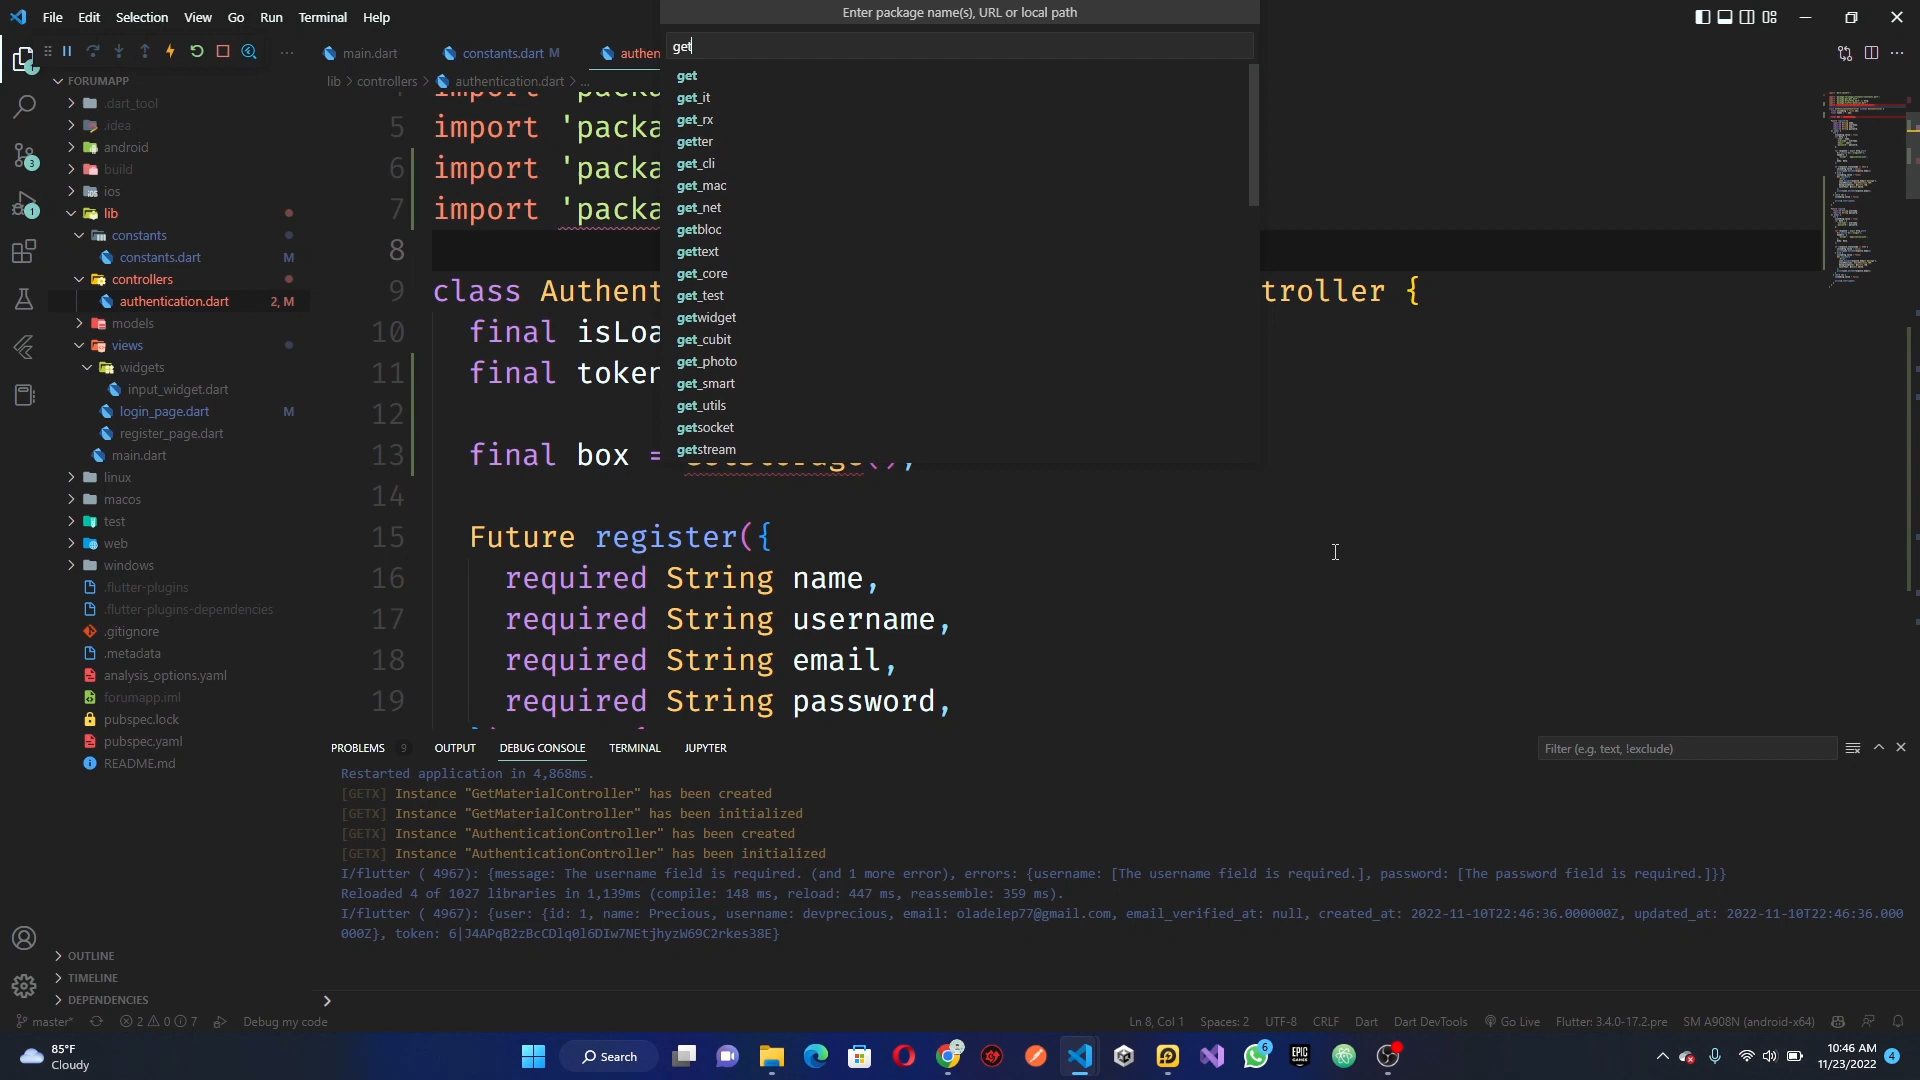 File Edit Selection View Go Run Terminal Help
Enter package name(s), URL or local path
get
get
get_it
get_rx
getter
get_cli
get_mac
get_net
getbloc
gettext
get_core
get_test
getwidget
get_cubit
get_photo
get_smart
get_utils
getsocket
getstream
main.dart
constants.dart M
authen
lib > controllers > authentication.dart > ...
FORUMAPP
.dart_tool
.idea
android
build
ios
lib
constants
constants.dart M
controllers
authentication.dart 2, M
models
views
widgets
input_widget.dart
login_page.dart M
register_page.dart
main.dart
linux
macos
test
web
windows
.flutter-plugins
.flutter-plugins-dependencies
.gitignore
.metadata
analysis_options.yaml
forumapp.iml
pubspec.lock
pubspec.yaml
README.md
OUTLINE
TIMELINE
DEPENDENCIES
3
1
5 import 'packa
6 import 'packa
7 import 'packa
8
9 class Authent troller {
10 final isLoa
11 final token
12
13 final box =
14
15 Future register({
16 required String name,
17 required String username,
18 required String email,
19 required String password,
PROBLEMS 9 OUTPUT DEBUG CONSOLE TERMINAL JUPYTER
Filter (e.g. text, !exclude)
Restarted application in 4,868ms.
[GETX] Instance "GetMaterialController" has been created
[GETX] Instance "GetMaterialController" has been initialized
[GETX] Instance "AuthenticationController" has been created
[GETX] Instance "AuthenticationController" has been initialized
I/flutter ( 4967): {message: The username field is required. (and 1 more error), errors: {username: [The username field is required.], password: [The password field is required.]}}
Reloaded 4 of 1027 libraries in 1,139ms (compile: 148 ms, reload: 447 ms, reassemble: 359 ms).
I/flutter ( 4967): {user: {id: 1, name: Precious, username: devprecious, email: oladelep77@gmail.com, email_verified_at: null, created_at: 2022-11-10T22:46:36.000000Z, updated_at: 2022-11-10T22:46:36.000
000Z}, token: 6|J4APqB2zBcCDlq0l6DIw7NEtjhyzW69C2rkes38E}
master* 2 0 7 Debug my code
Ln 8, Col 1 Spaces: 2 UTF-8 CRLF Dart Dart DevTools Go Live Flutter: 3.4.0-17.2.pre SM A908N (android-x64)
85°F
Cloudy
Search
6
EPIC GAMES
10:46 AM
11/23/2022
4